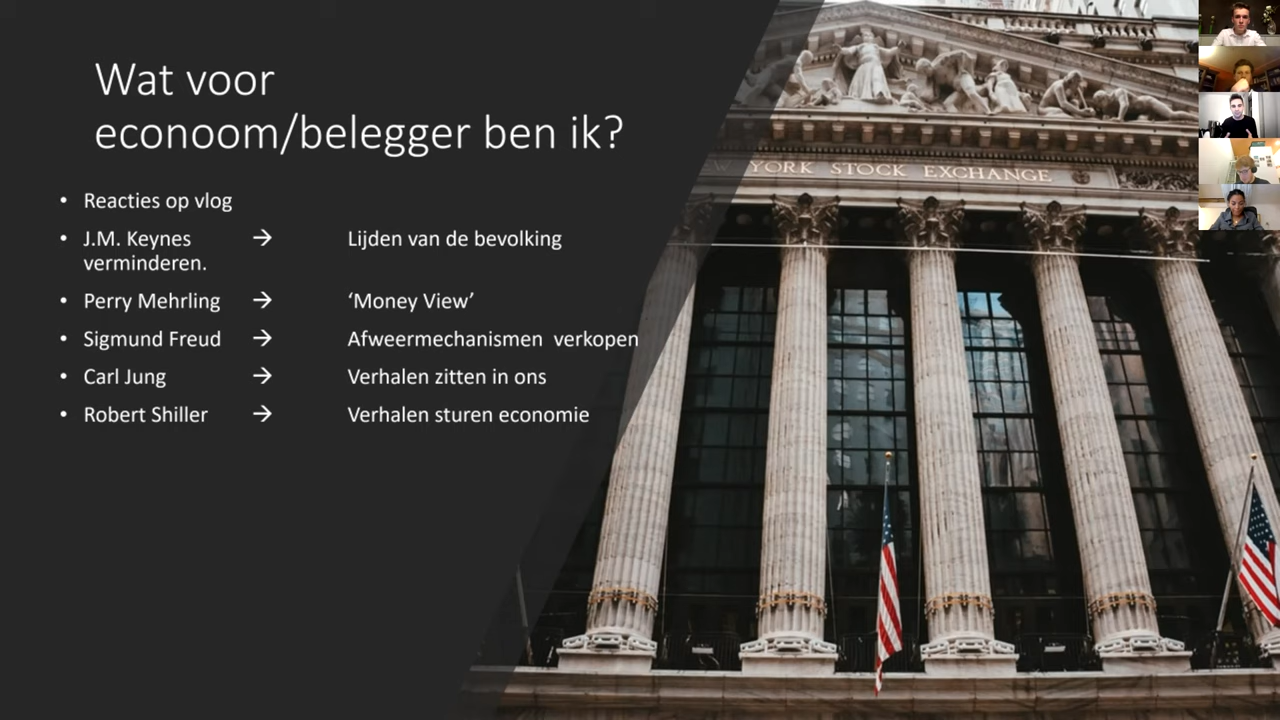 Wat voor
econoom/belegger ben ik?
• Reacties op vlog
• J.M. Keynes → Lijden van de bevolking
verminderen.
• Perry Mehrling → ‘Money View’
• Sigmund Freud → Afweermechanismen verkopen
• Carl Jung → Verhalen zitten in ons
• Robert Shiller → Verhalen sturen economie
YORK STOCK EXCHANGE